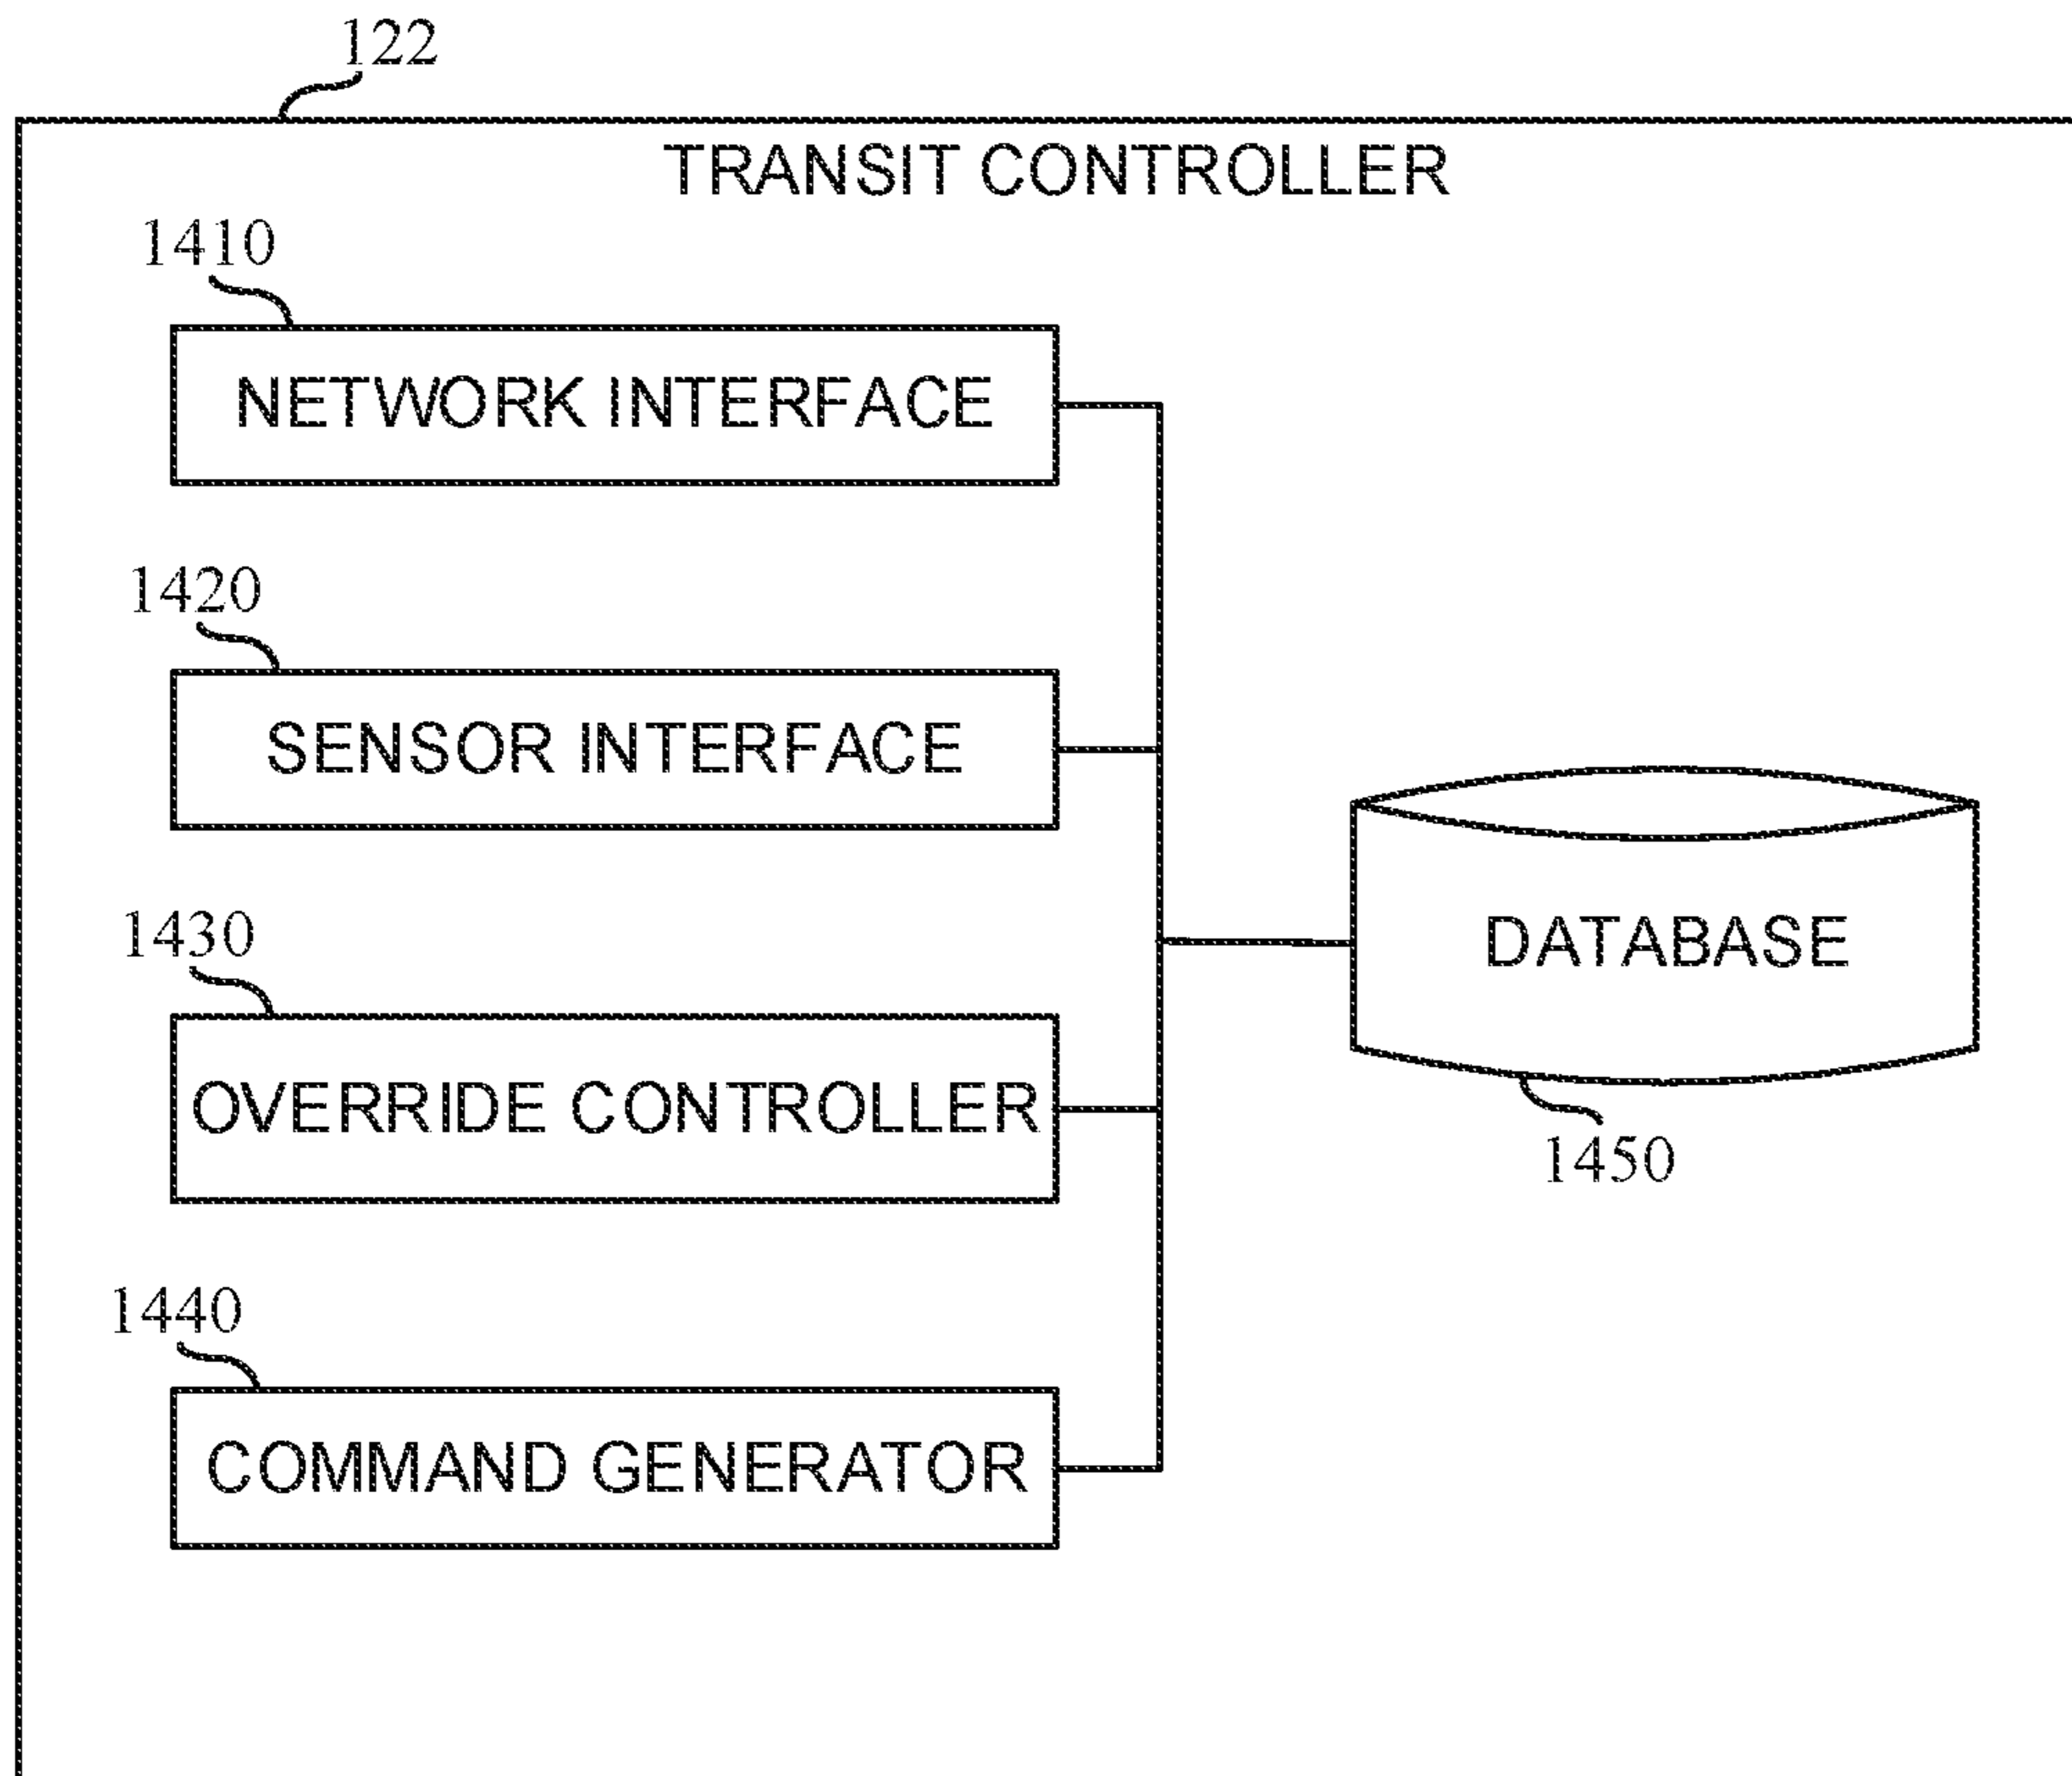 122
TRANSIT CONTROLLER
1410
NETWORK INTERFACE
1420
SENSOR INTERFACE
1430
OVERRIDE CONTROLLER
DATABASE
1450
1440
COMMAND GENERATOR